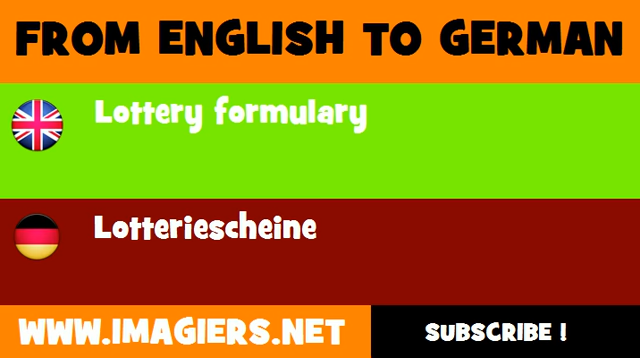 FROM ENGLISH TO GERMAN
Lottery formulary
Lotteriescheine
WWW.IMAGIERS.NET
SUBSCRIBE !